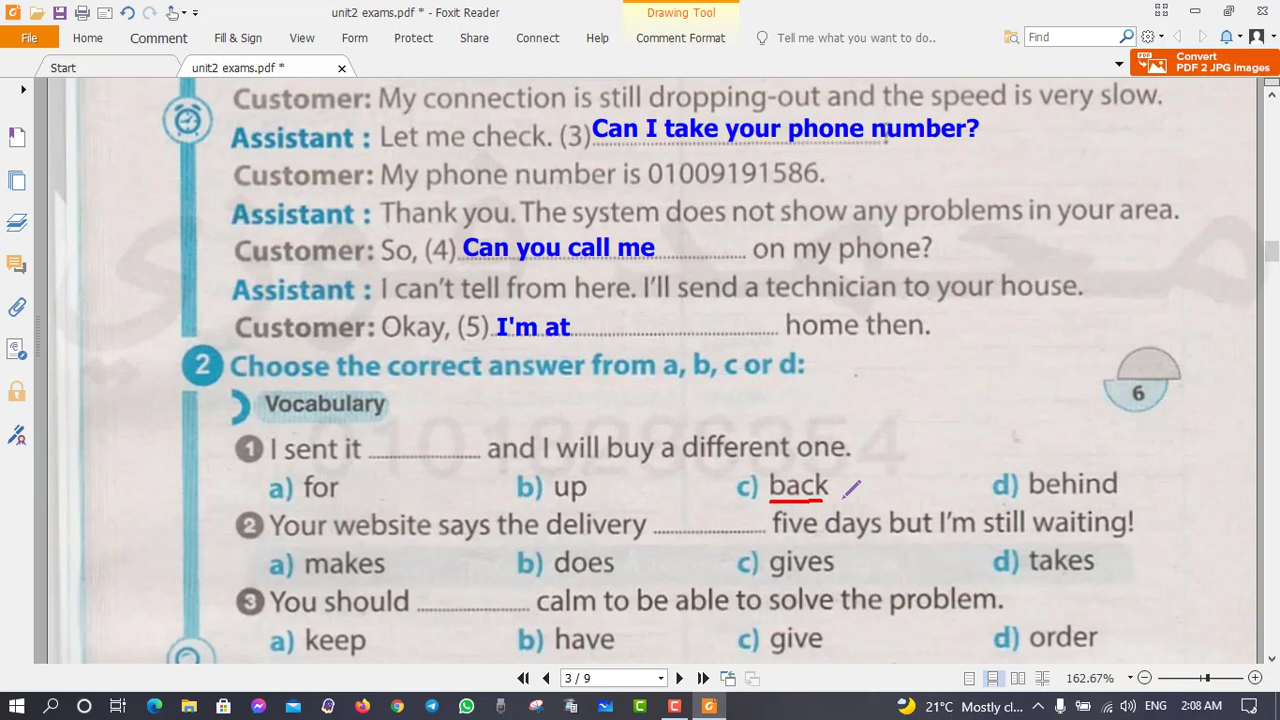 unit2 exams.pdf * - Foxit Reader
Drawing Tool
File Home Comment Fill & Sign View Form Protect Share Connect Help Comment Format Tell me what you want to do.. Find
Convert
PDF 2 JPG Images
Start unit2 exams.pdf *
Customer: My connection is still dropping-out and the speed is very slow.
Assistant : Let me check. (3) Can I take your phone number?
Customer: My phone number is 01009191586.
Assistant : Thank you. The system does not show any problems in your area.
Customer: So, (4) Can you call me on my phone?
Assistant : I can't tell from here. I'll send a technician to your house.
Customer: Okay, (5) I'm at home then.
2 Choose the correct answer from a, b, c or d:
6
Vocabulary
1 I sent it ............ and I will buy a different one.
a) for b) up c) back d) behind
2 Your website says the delivery ............ five days but I'm still waiting!
a) makes b) does c) gives d) takes
3 You should ............ calm to be able to solve the problem.
a) keep b) have c) give d) order
3 / 9
162.67%
21°C Mostly cl... 2:08 AM